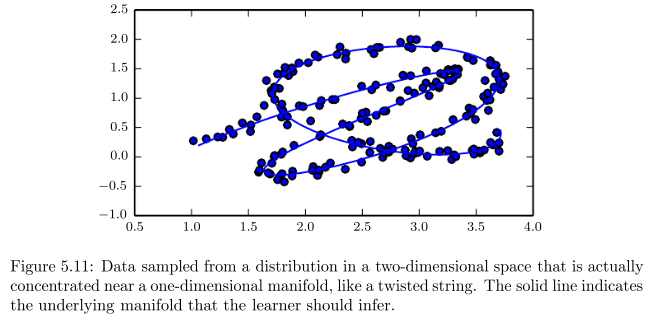 2.5
2.0
1.5
1.0
0.5
0.0
−0.5
−1.0
0.5 1.0 1.5 2.0 2.5 3.0 3.5 4.0
Figure 5.11: Data sampled from a distribution in a two-dimensional space that is actually
concentrated near a one-dimensional manifold, like a twisted string. The solid line indicates
the underlying manifold that the learner should infer.